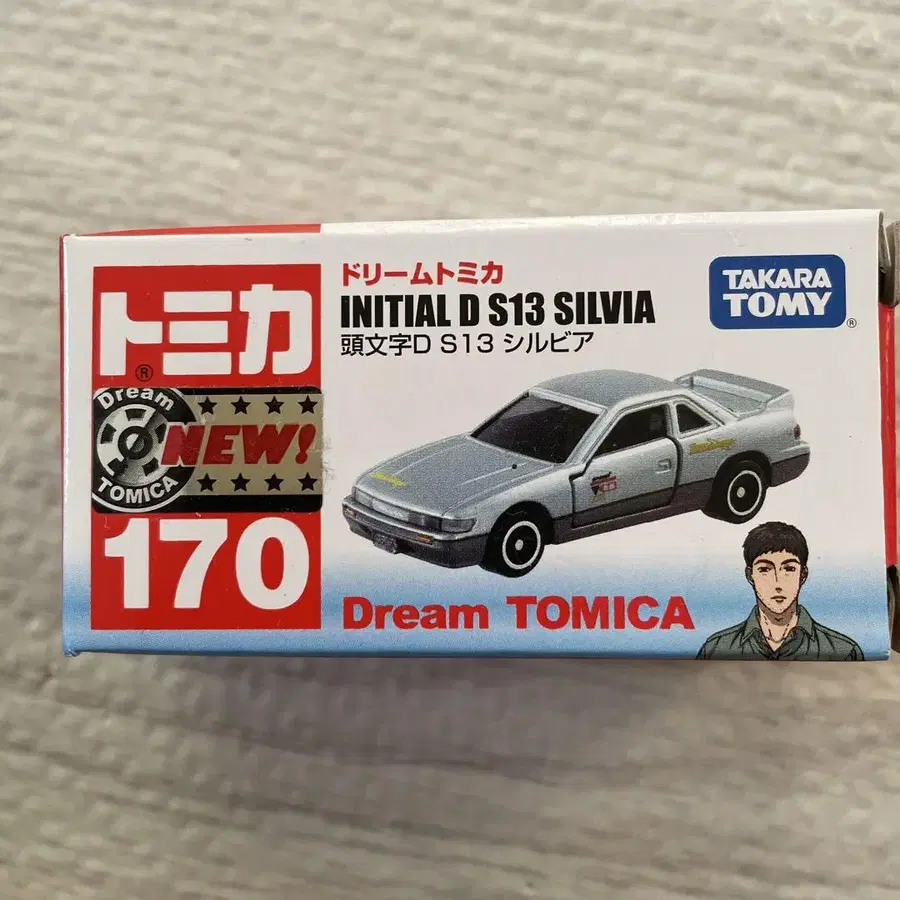 トミカ
®
Dream
TOMICA
NEW!
170
ドリームトミカ
INITIAL D S13 SILVIA
頭文字D S13 シルビア
TAKARA
TOMY
®
Dream TOMICA